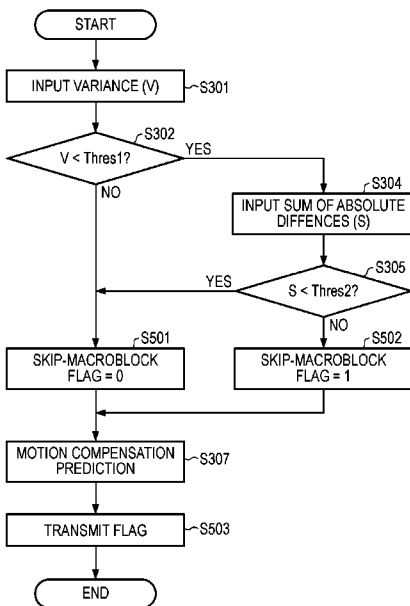 START
INPUT VARIANCE (V)
S301
S302
V < Thres1?
YES
NO
S304
INPUT SUM OF ABSOLUTE
DIFFENCES (S)
S305
YES
S < Thres2?
NO
S501
SKIP-MACROBLOCK
FLAG = 0
S502
SKIP-MACROBLOCK
FLAG = 1
MOTION COMPENSATION
PREDICTION
S307
TRANSMIT FLAG
S503
END